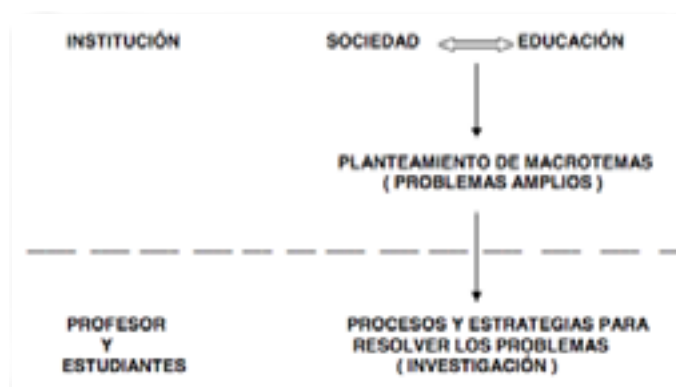 INSTITUCIÓN
SOCIEDAD EDUCACIÓN
PLANTEAMIENTO DE MACROTEMAS
( PROBLEMAS AMPLIOS )
PROFESOR
Y
ESTUDIANTES
PROCESOS Y ESTRATEGIAS PARA
RESOLVER LOS PROBLEMAS
( INVESTIGACIÓN )